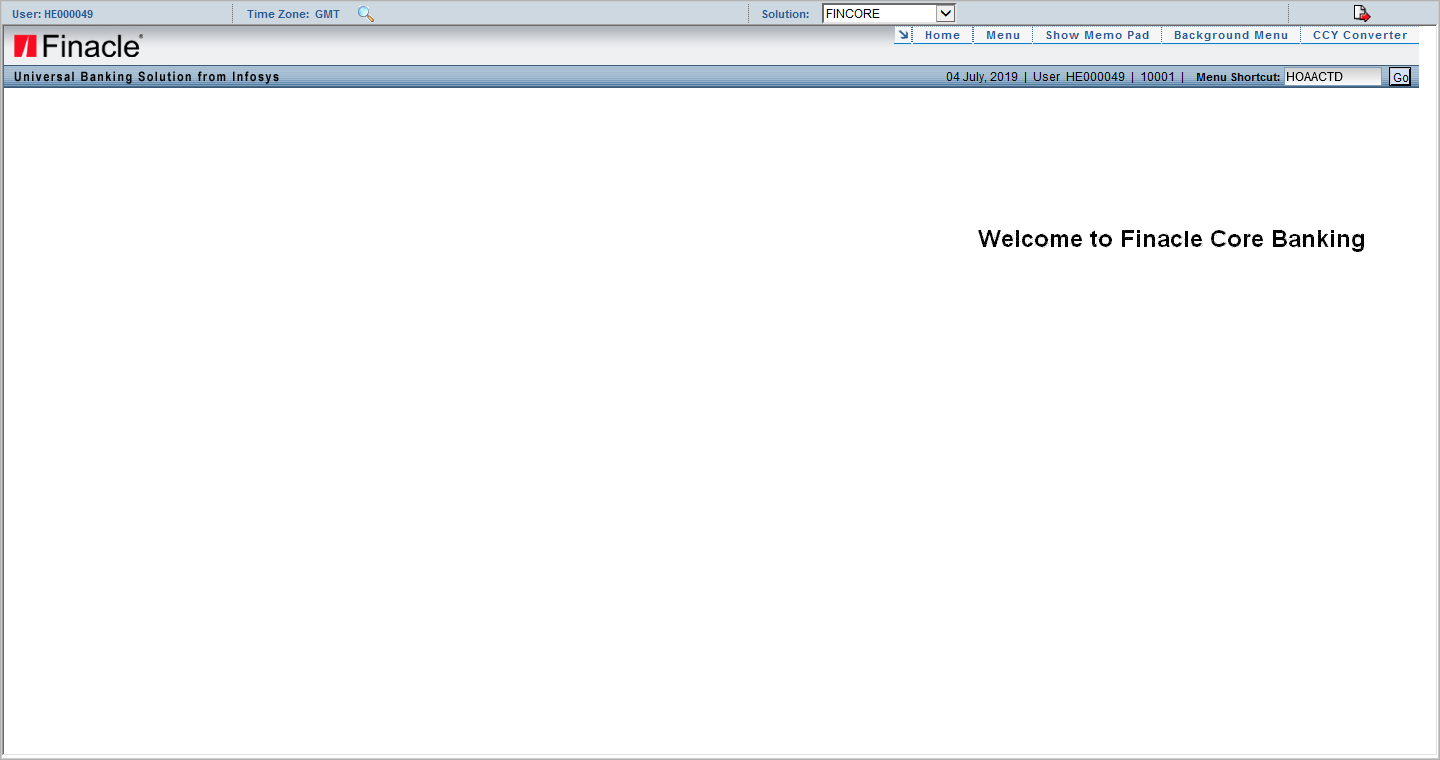 User: HE000049 Time Zone: GMT Solution: FINCORE
Finacle® Home Menu Show Memo Pad Background Menu CCY Converter
Universal Banking Solution from Infosys 04 July, 2019 | User HE000049 | 10001 | Menu Shortcut: HOAACTD Go
Welcome to Finacle Core Banking